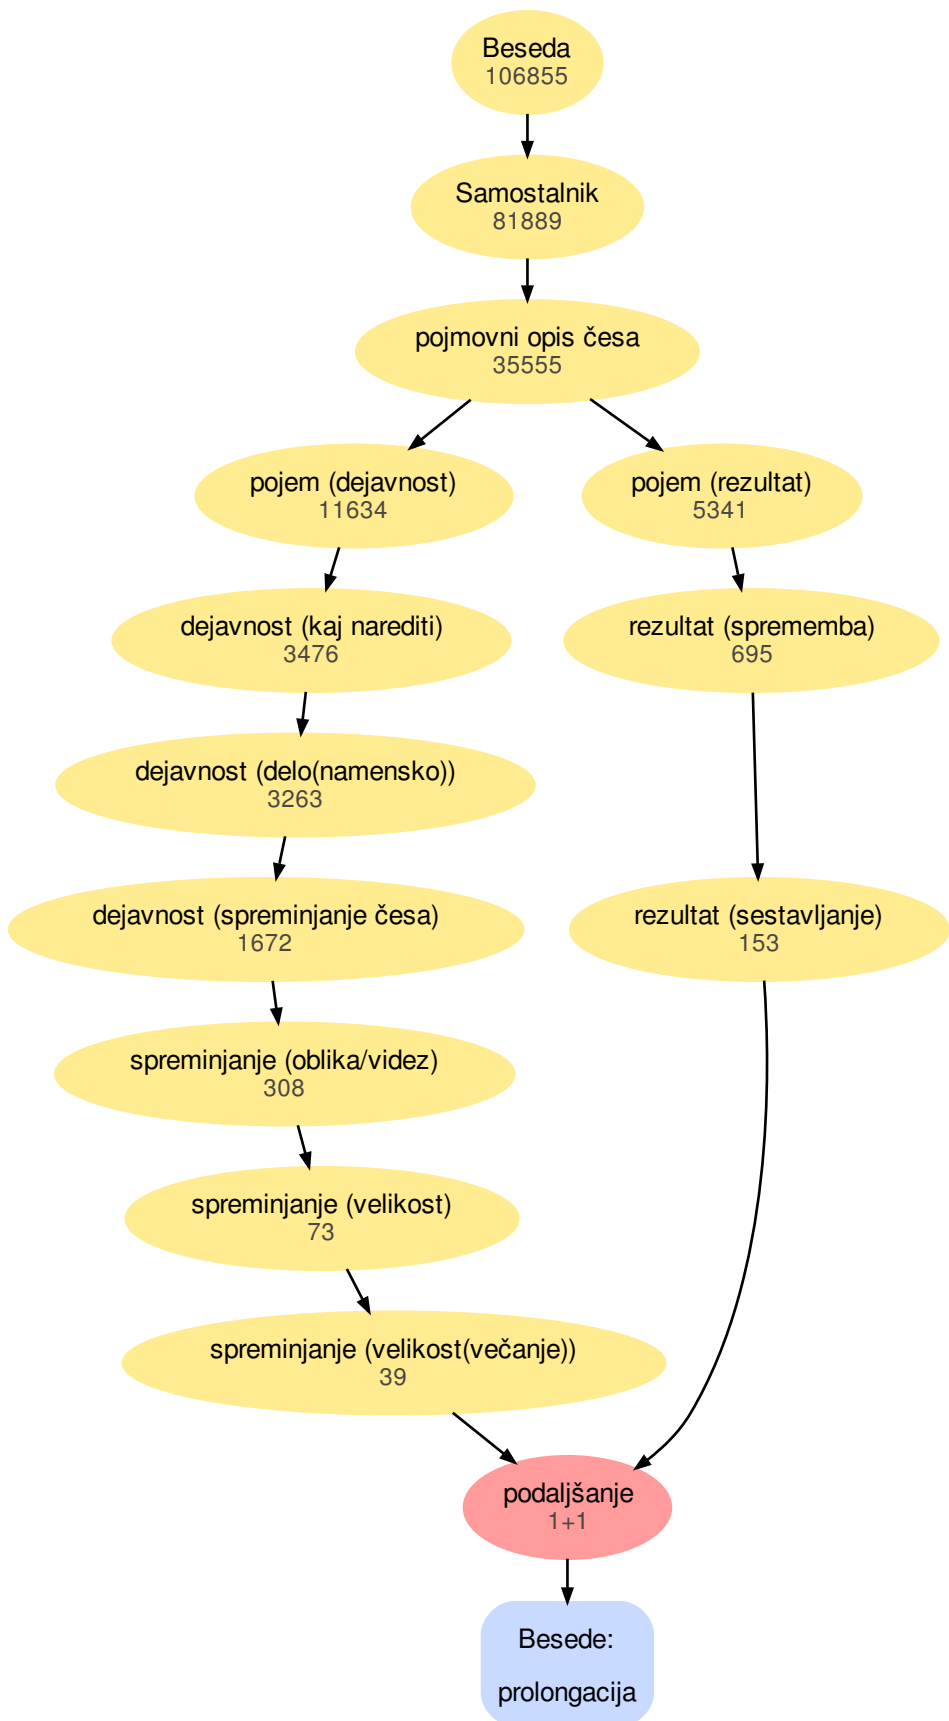 Beseda
106855
Samostalnik
81889
pojmovni opis česa
35555
pojem (dejavnost)
11634
pojem (rezultat)
5341
dejavnost (kaj narediti)
3476
rezultat (sprememba)
695
dejavnost (delo(namensko))
3263
dejavnost (spreminjanje česa)
1672
rezultat (sestavljanje)
153
spreminjanje (oblika/videz)
308
spreminjanje (velikost)
73
spreminjanje (velikost(večanje))
39
podaljšanje
1+1
Besede:
prolongacija